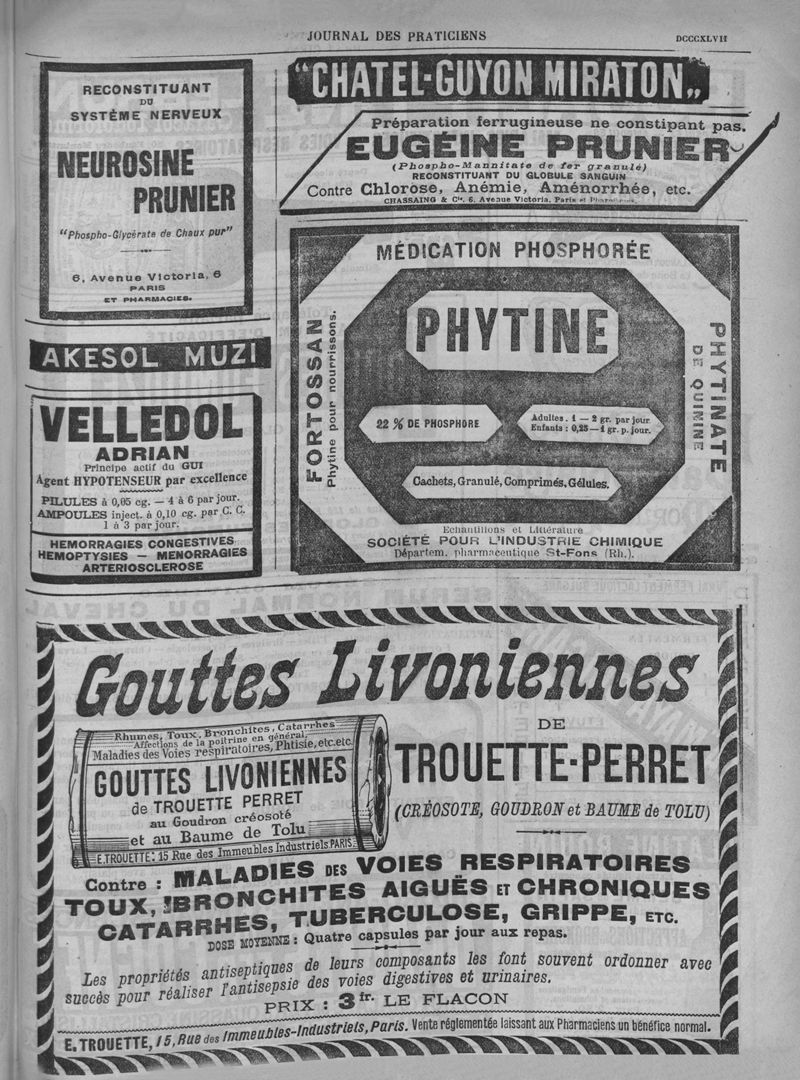 JOURNAL DES PRATICIENS
DCCCXLVII
RECONSTITUANT
DU
SYSTÈME NERVEUX
NEUROSINE
PRUNIER
"Phospho-Glycérate de Chaux pur"
6, Avenue Victoria, 6
PARIS
ET PHARMACIES.
"CHATEL-GUYON MIRATON"
Préparation ferrugineuse ne constipant pas.
EUGÉINE PRUNIER
(Phospho-Mannitate de fer granulé)
RECONSTITUANT DU GLOBULE SANGUIN
Contre Chlorose, Anémie, Aménorrhée, etc.
CHASSAING & Cie, 6, Avenue Victoria, Paris et Pharmacies.
AKESOL MUZI
VELLEDOL
ADRIAN
Principe actif du GUI
Agent HYPOTENSEUR par excellence
PILULES à 0,05 cg. — 4 à 6 par jour.
AMPOULES inject. à 0,10 cg. par C. C.
1 à 3 par jour.
HEMORRAGIES CONGESTIVES
HEMOPTYSIES — MENORRAGIES
ARTERIOSCLEROSE
MÉDICATION PHOSPHORÉE
PHYTINE
FORTOSSAN
Phytine pour nourrissons.
PHYTINATE
DE QUININE
22 % DE PHOSPHORE
Adultes. 1 — 2 gr. par jour
Enfants : 0,25 — 1 gr. p. jour.
Cachets, Granulé, Comprimés, Gélules.
Echantillons et Littérature
SOCIÉTÉ POUR L'INDUSTRIE CHIMIQUE
Départem. pharmaceutique St-Fons (Rh.).
Gouttes Livoniennes
DE
TROUETTE-PERRET
(CRÉOSOTE, GOUDRON et BAUME de TOLU)
Rhumes, Toux, Bronchites, Catarrhes
Affections de la poitrine en général,
Maladies des Voies respiratoires, Phtisie, etc. etc.
GOUTTES LIVONIENNES
de TROUETTE PERRET
au Goudron créosoté
et au Baume de Tolu
E. TROUETTE: 15 Rue des Immeubles Industriels PARIS
Contre : MALADIES DES VOIES RESPIRATOIRES
TOUX, BRONCHITES AIGUËS ET CHRONIQUES
CATARRHES, TUBERCULOSE, GRIPPE, ETC.
DOSE MOYENNE : Quatre capsules par jour aux repas.
Les propriétés antiseptiques de leurs composants les font souvent ordonner avec
succès pour réaliser l'antisepsie des voies digestives et urinaires.
PRIX : 3 fr. LE FLACON
E. TROUETTE, 15, Rue des Immeubles-Industriels, Paris. Vente réglementée laissant aux Pharmaciens un bénéfice normal.